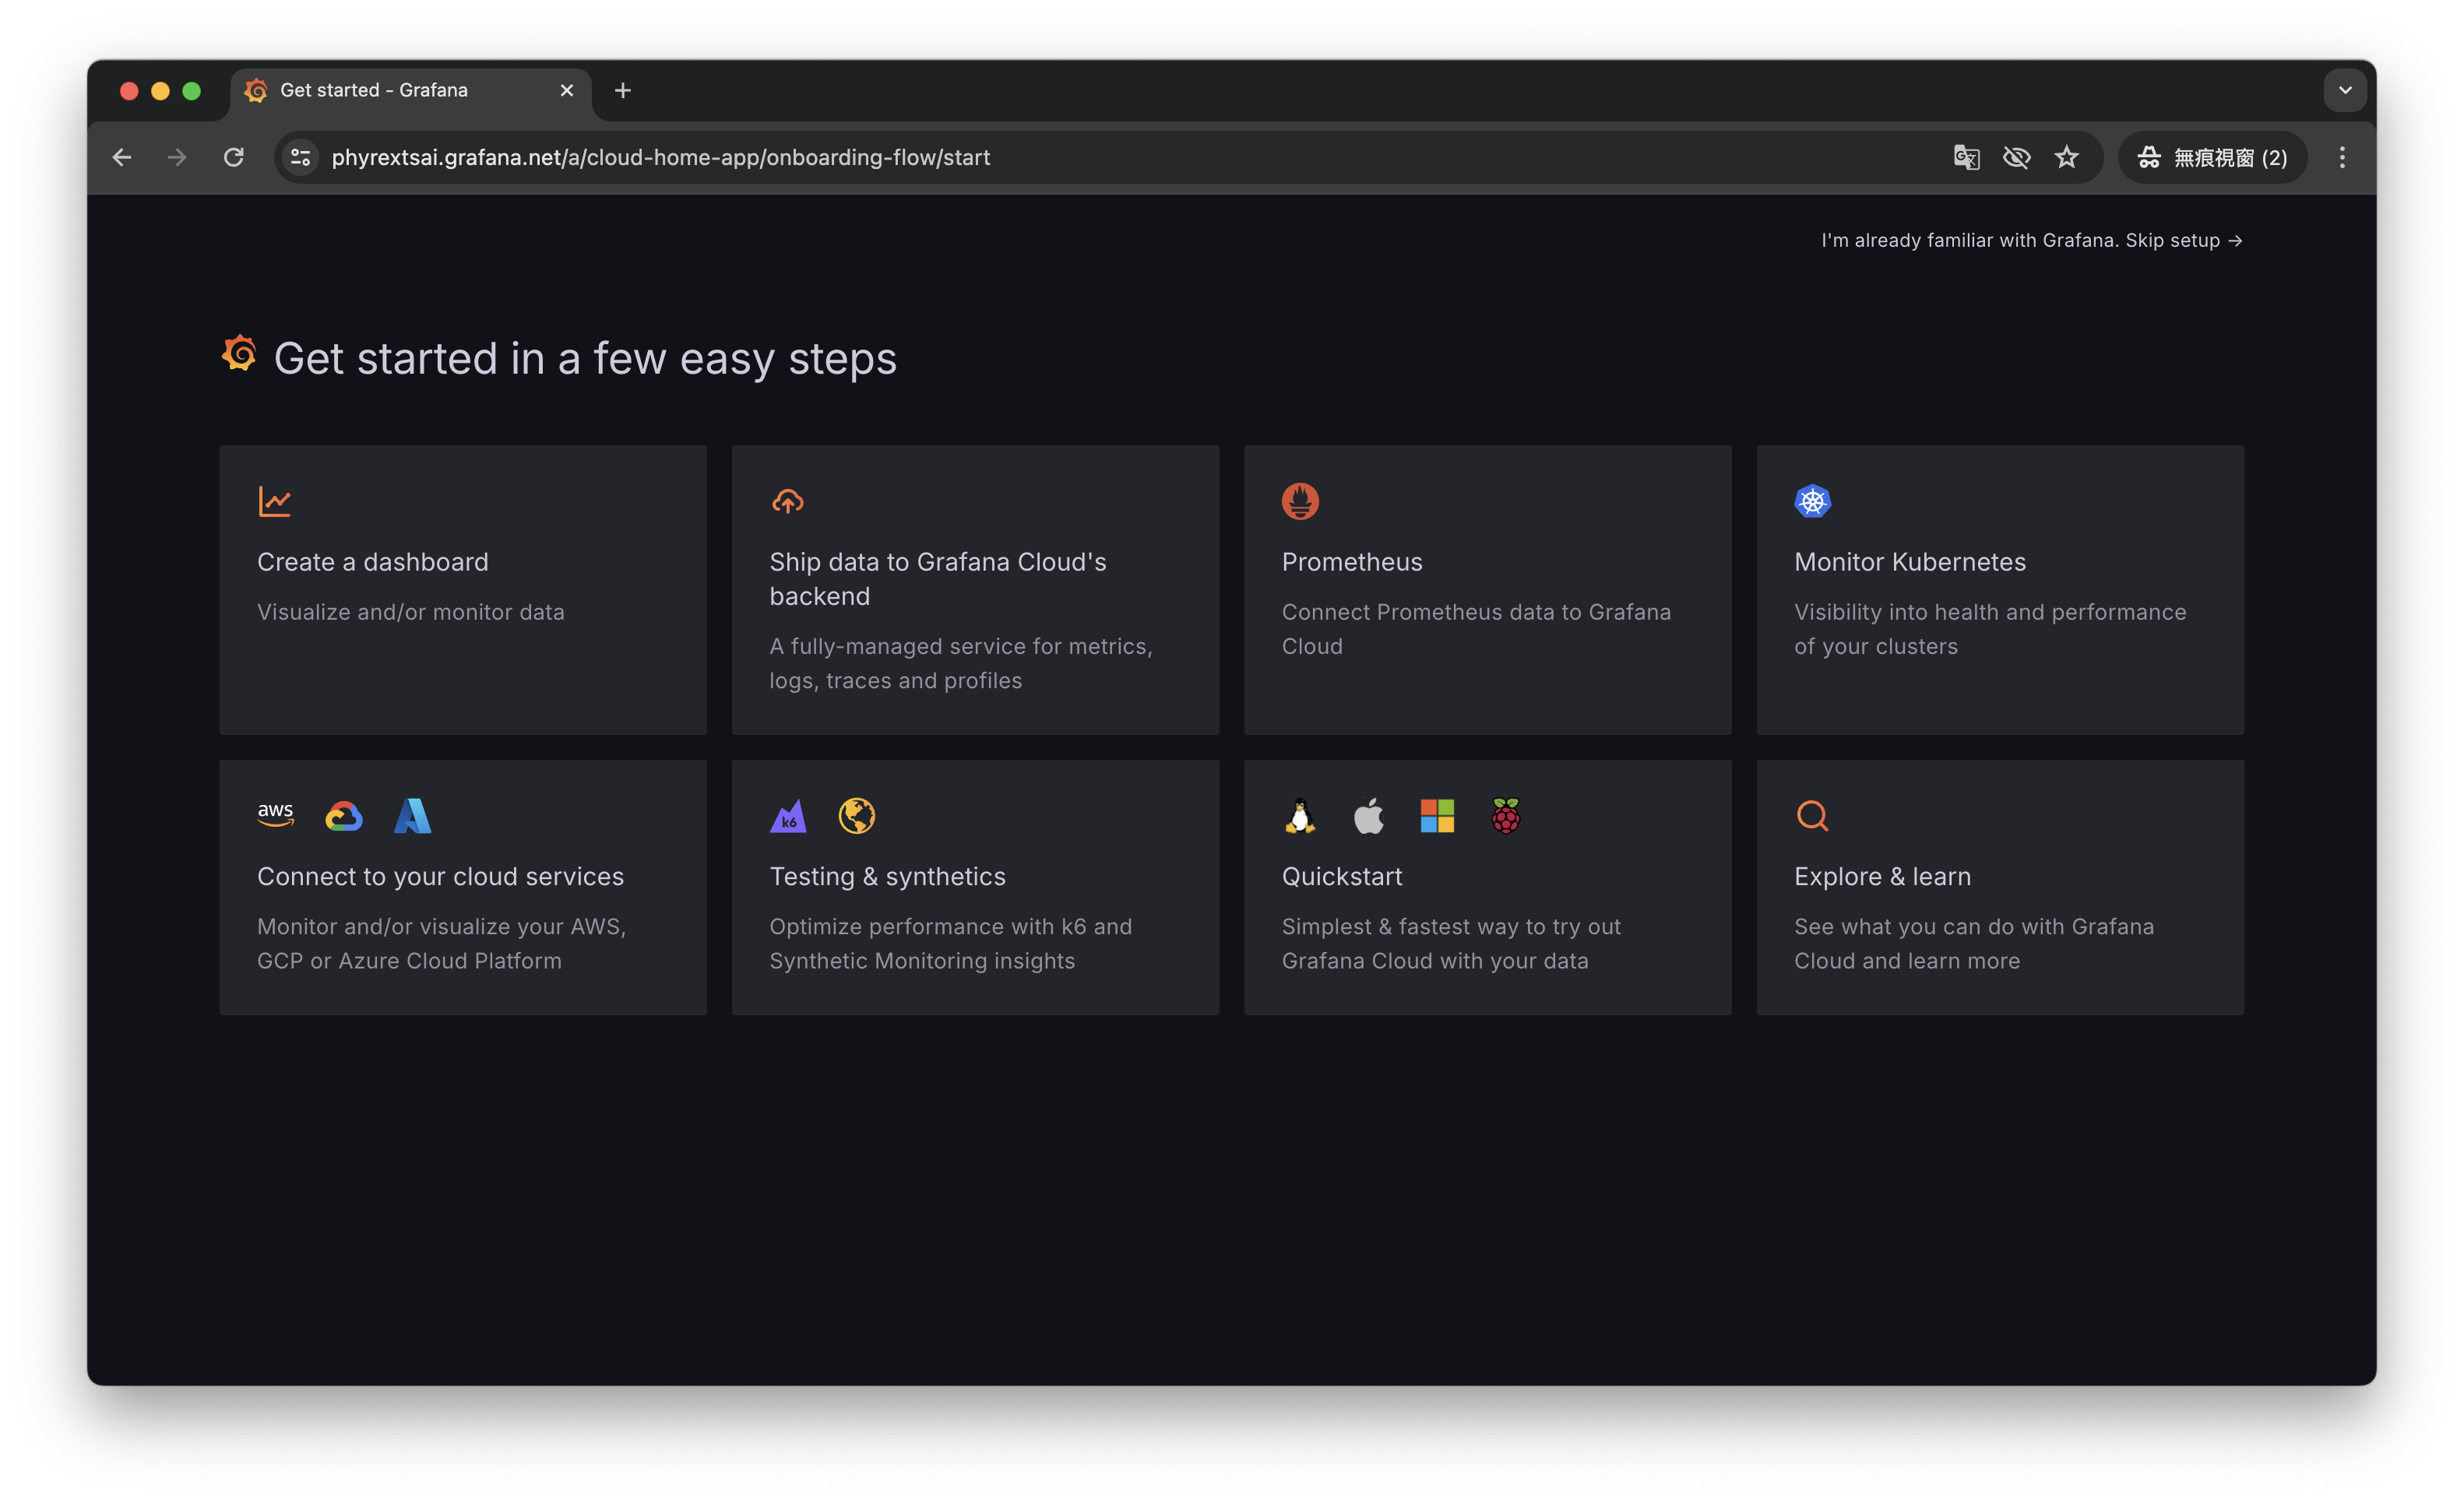 Get started - Grafana
phyrextsai.grafana.net/a/cloud-home-app/onboarding-flow/start
無痕視窗 (2)
I'm already familiar with Grafana. Skip setup →
Get started in a few easy steps
Create a dashboard
Visualize and/or monitor data
Ship data to Grafana Cloud's
backend
A fully-managed service for metrics,
logs, traces and profiles
Prometheus
Connect Prometheus data to Grafana
Cloud
Monitor Kubernetes
Visibility into health and performance
of your clusters
aws
Connect to your cloud services
Monitor and/or visualize your AWS,
GCP or Azure Cloud Platform
k6
Testing & synthetics
Optimize performance with k6 and
Synthetic Monitoring insights
Quickstart
Simplest & fastest way to try out
Grafana Cloud with your data
Explore & learn
See what you can do with Grafana
Cloud and learn more